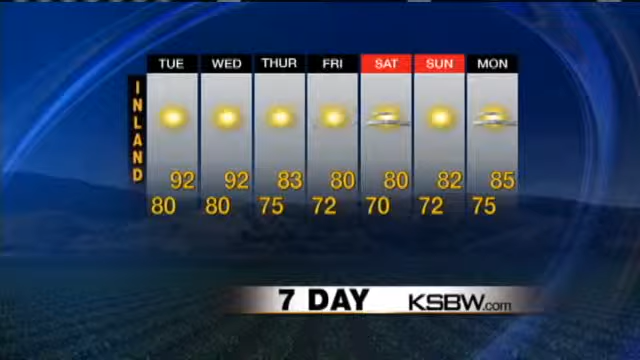 TUE WED THUR FRI SAT SUN MON
INLAND
92 92 83 80 80 82 85
80 80 75 72 70 72 75
7 DAY KSBW.com